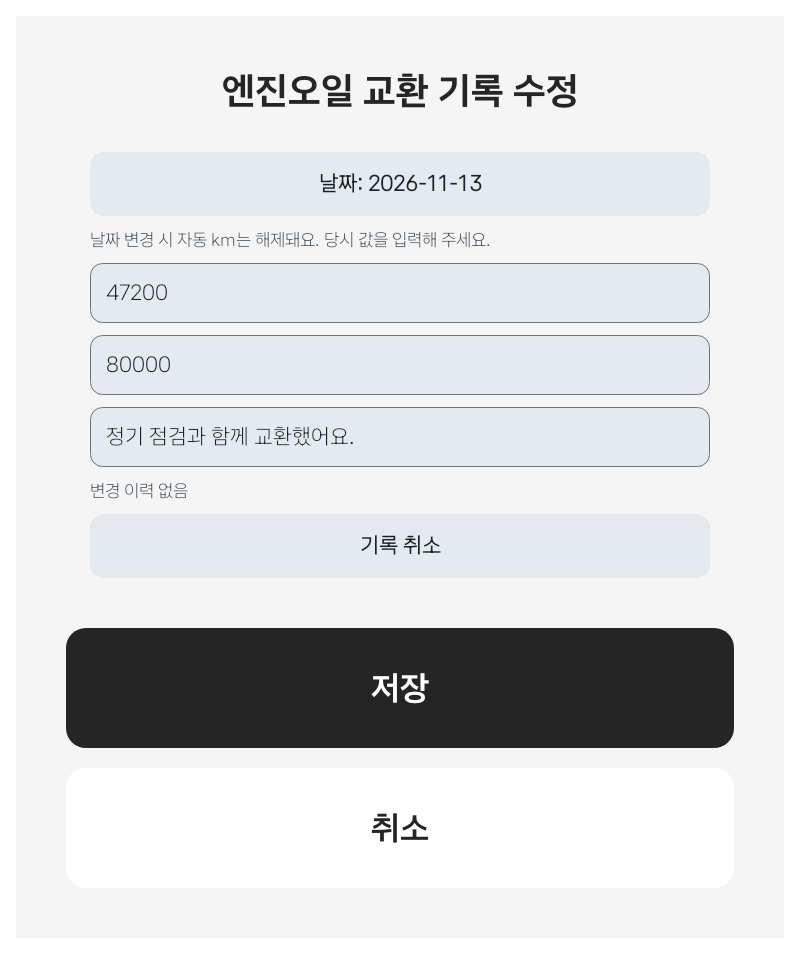 엔진오일 교환 기록 수정
날짜: 2026-11-13
날짜 변경 시 자동 km는 해제돼요. 당시 값을 입력해 주세요.
47200
80000
정기 점검과 함께 교환했어요.
변경 이력 없음
기록 취소
저장
취소